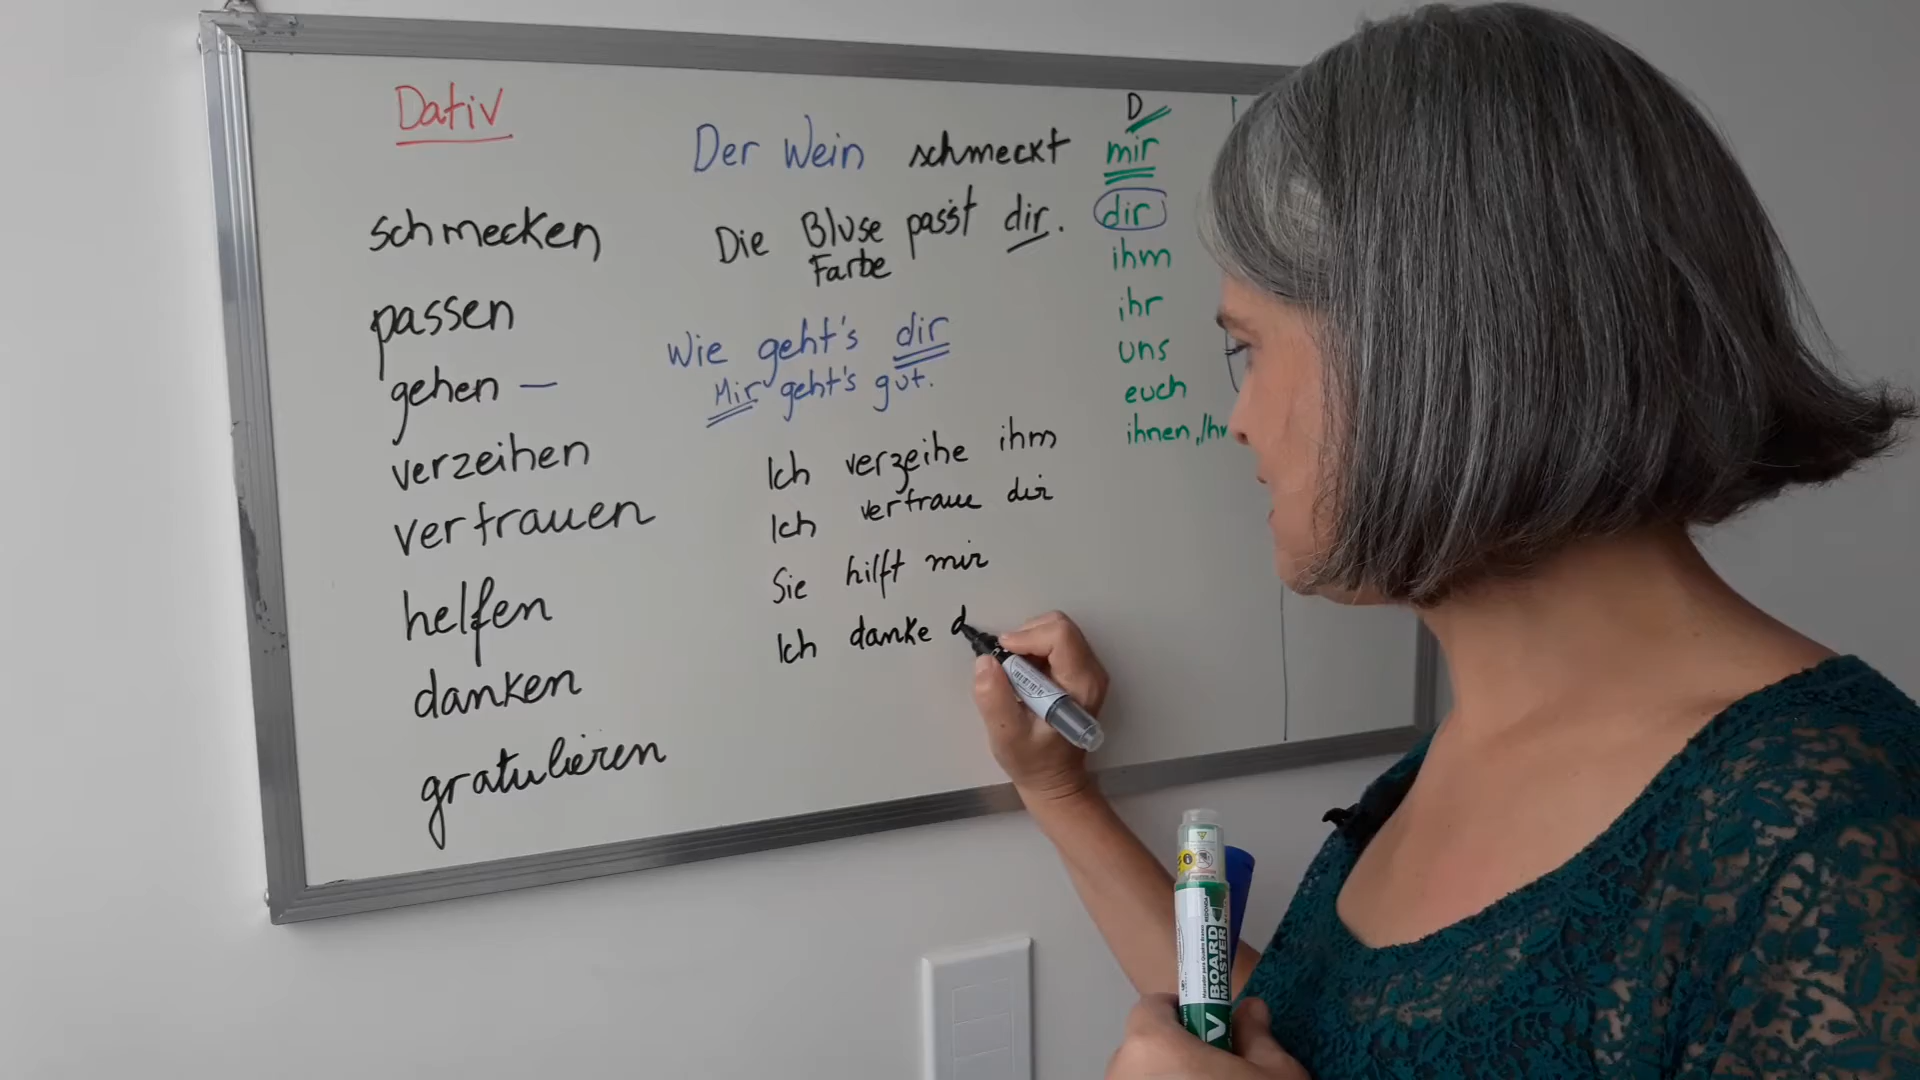 Dativ
schmecken
passen
gehen —
verzeihen
vertrauen
helfen
danken
gratulieren
Der Wein schmeckt
Die Bluse passt dir.
Farbe
Wie geht's dir
Mir geht's gut.
Ich verzeihe ihm
Ich vertraue dir
Sie hilft mir
Ich danke d
D
mir
dir
ihm
ihr
uns
euch
ihnen,
BOARD
MASTER
V